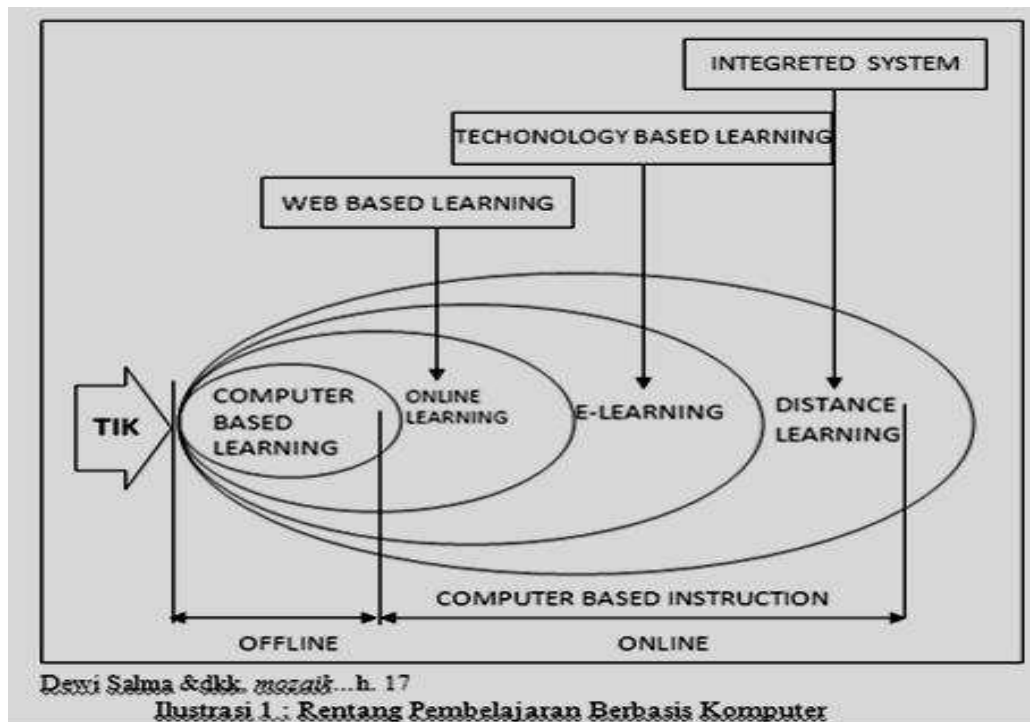 INTEGRETED SYSTEM
TECHONOLOGY BASED LEARNING
WEB BASED LEARNING
TIK
COMPUTER
BASED
LEARNING
ONLINE
LEARNING
E-LEARNING
DISTANCE
LEARNING
COMPUTER BASED INSTRUCTION
OFFLINE
ONLINE
Dewi Salma &dkk. mozaik...h. 17
Ilustrasi 1 : Rentang Pembelajaran Berbasis Komputer